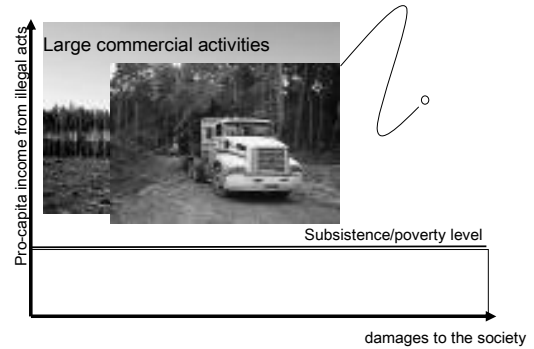 Large commercial activities
Pro-capita income from illegal acts
Subsistence/poverty level
damages to the society